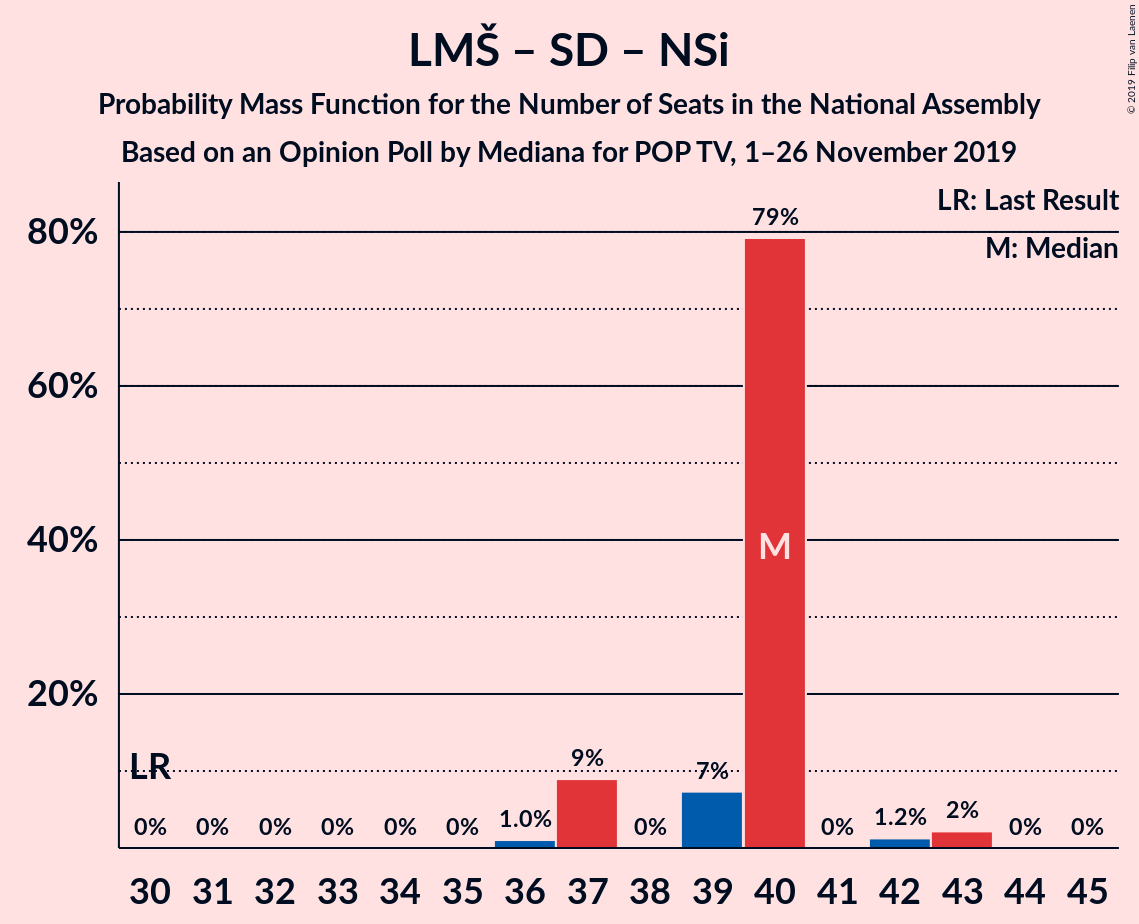 LMŠ – SD – NSi
Probability Mass Function for the Number of Seats in the National Assembly
Based on an Opinion Poll by Mediana for POP TV, 1–26 November 2019
© 2019 Filip van Laenen
LR: Last Result
M: Median
80%
60%
40%
20%
LR
0% 0% 0% 0% 0% 0% 1.0% 9% 0% 7% 79% 0% 1.2% 2% 0% 0%
M
30 31 32 33 34 35 36 37 38 39 40 41 42 43 44 45